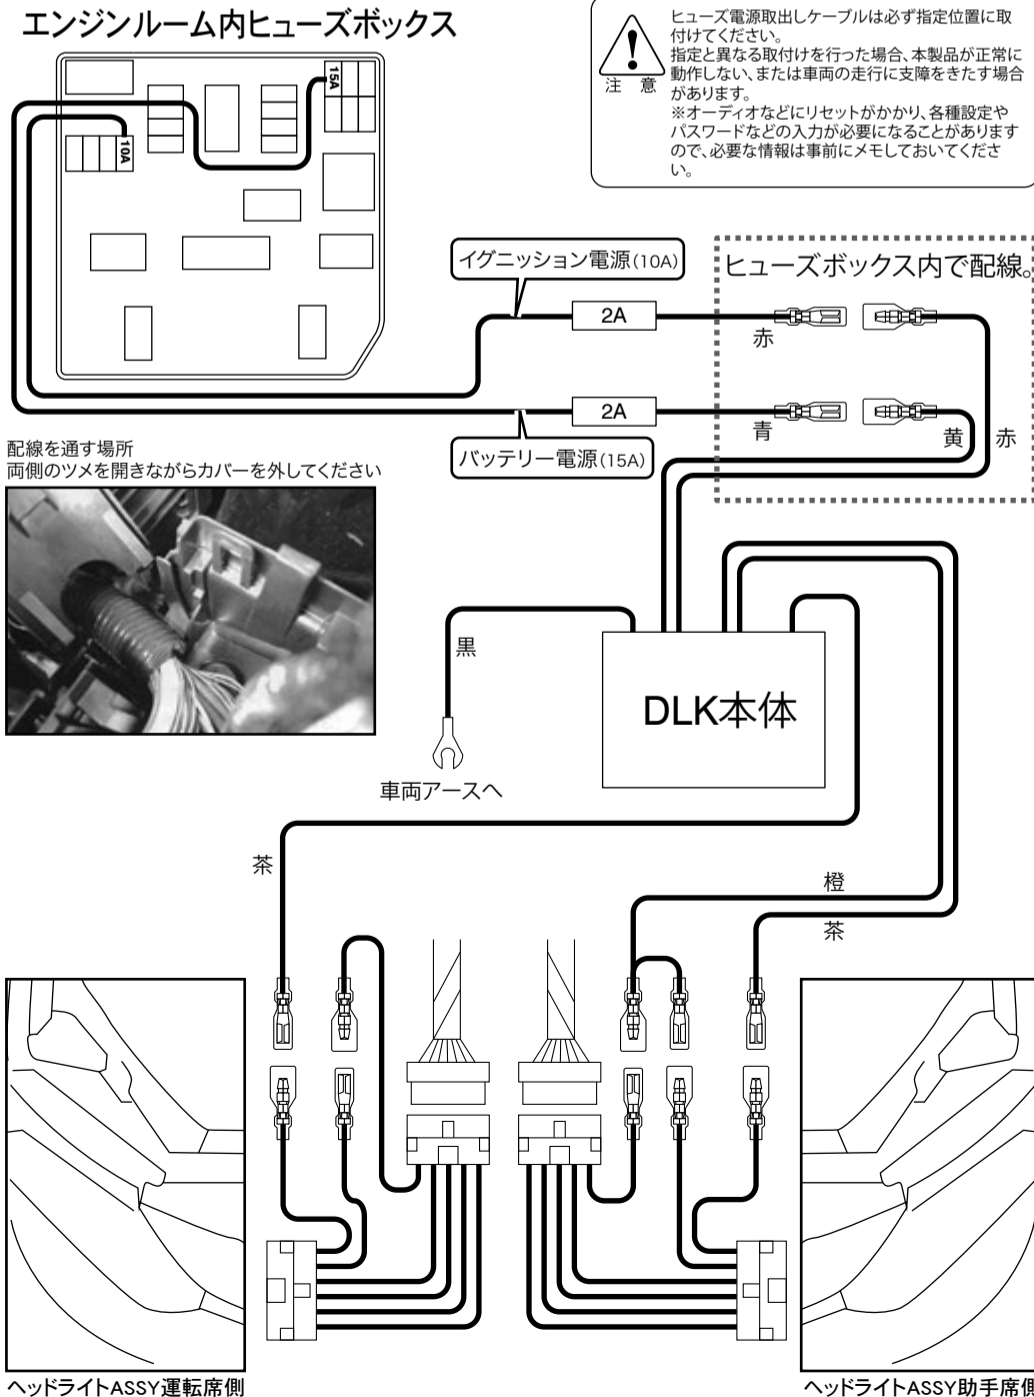 エンジンルーム内ヒューズボックス
注 意
ヒューズ電源取出しケーブルは必ず指定位置に取
付けてください。
指定と異なる取付けを行った場合、本製品が正常に
動作しない、または車両の走行に支障をきたす場合
があります。
※オーディオなどにリセットがかかり、各種設定や
パスワードなどの入力が必要になることがあります
ので、必要な情報は事前にメモしておいてくださ
い。
15A
10A
イグニッション電源(10A)
ヒューズボックス内で配線。
2A
赤
2A
青
黄
赤
バッテリー電源(15A)
配線を通す場所
両側のツメを開きながらカバーを外してください
黒
DLK本体
車両アースへ
茶
橙
茶
ヘッドライトASSY運転席側
ヘッドライトASSY助手席側